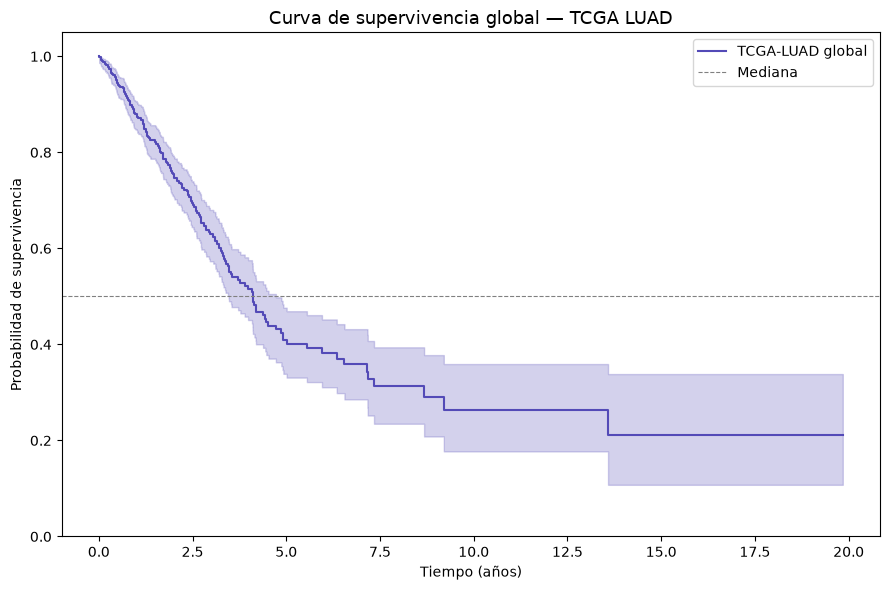 Curva de supervivencia global — TCGA LUAD
TCGA-LUAD global
Mediana
Probabilidad de supervivencia
1.0
0.8
0.6
0.4
0.2
0.0
0.0 2.5 5.0 7.5 10.0 12.5 15.0 17.5 20.0
Tiempo (años)